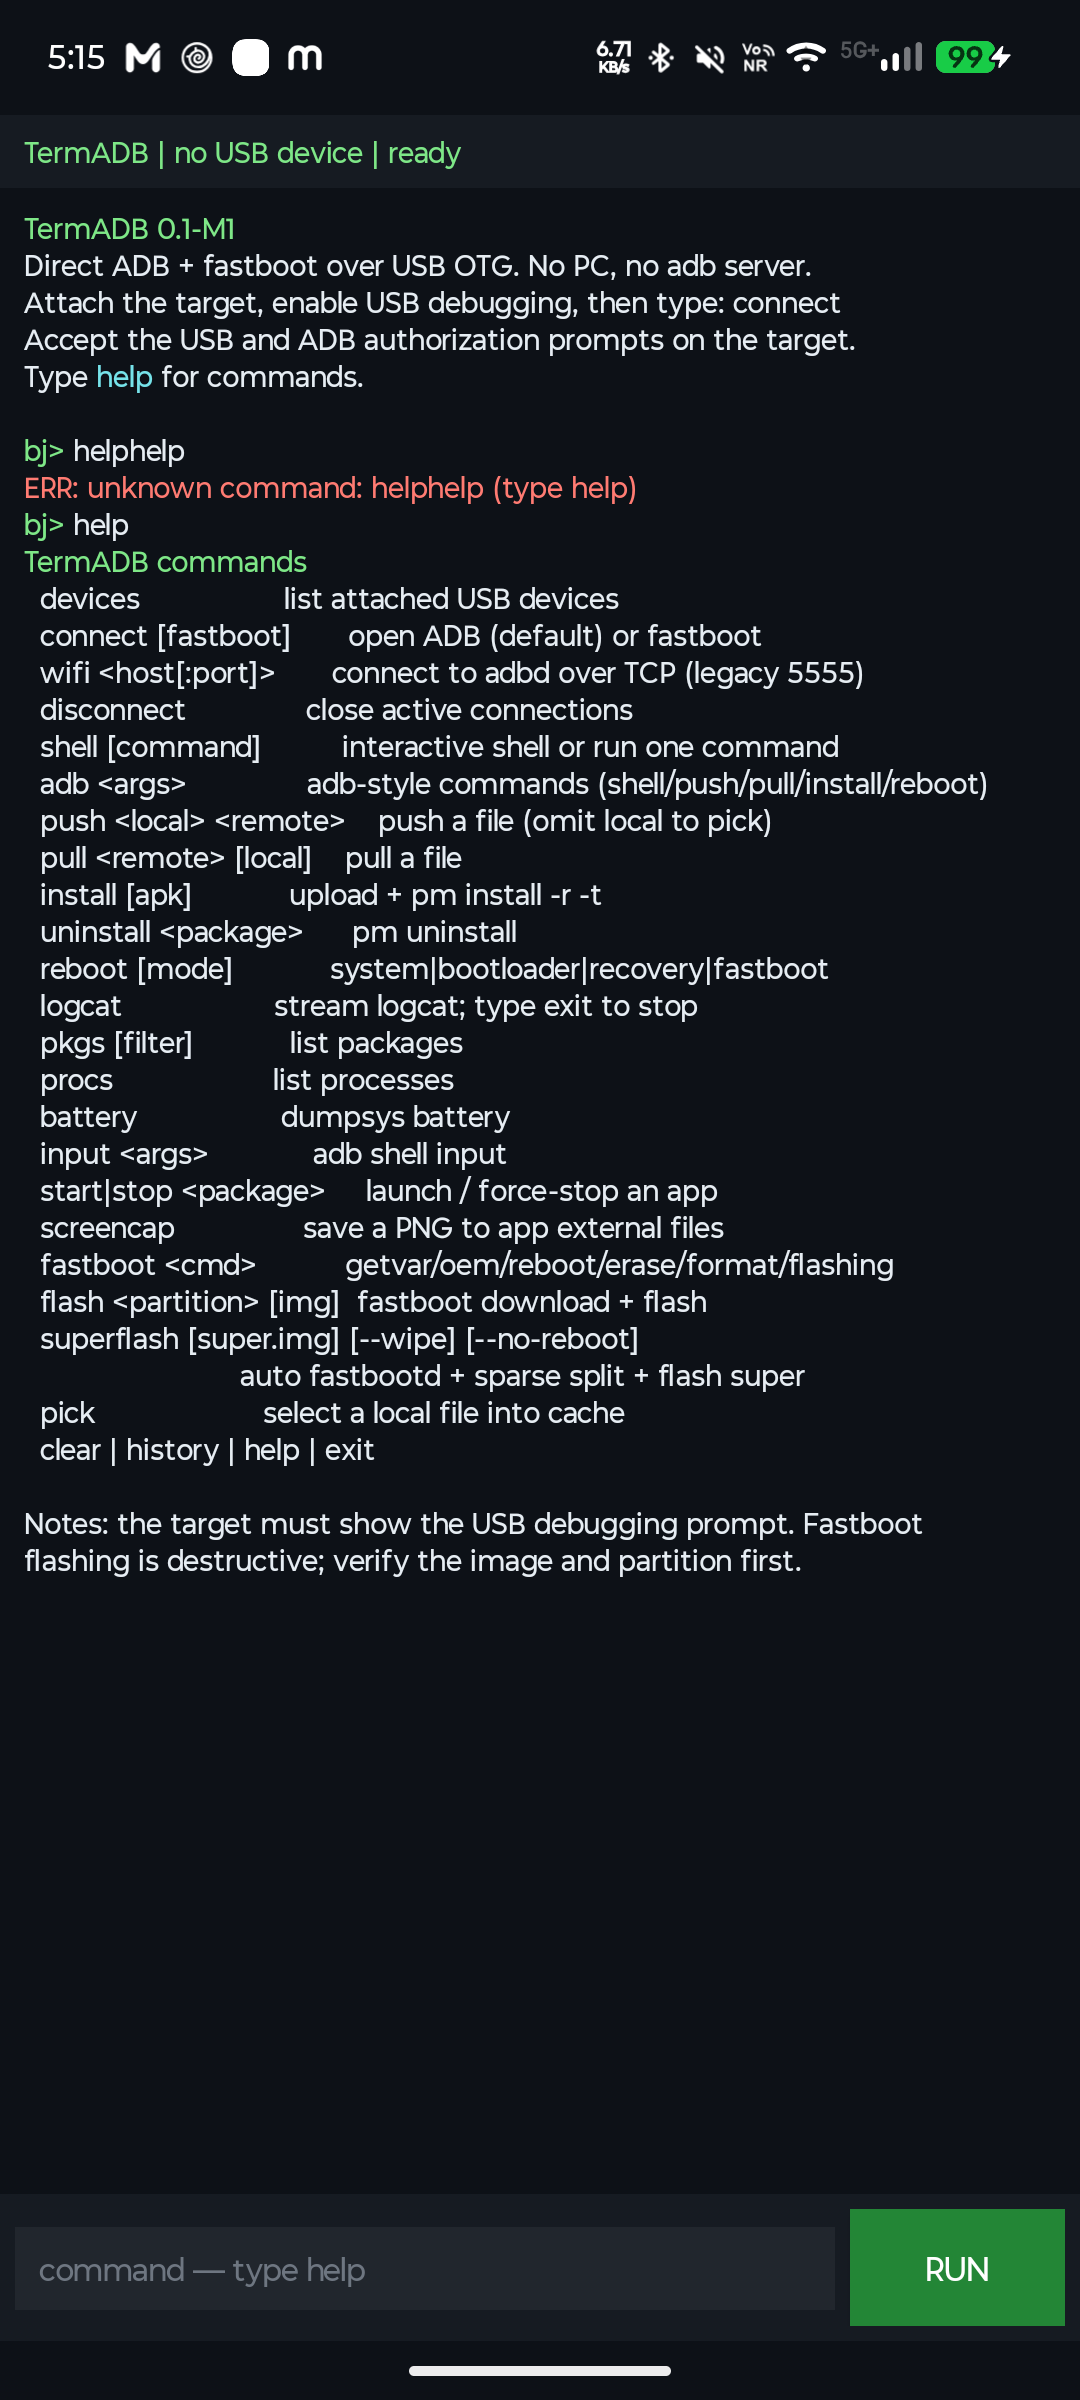 5:15
6.71 KB/s
Vo NR
5G+
99
TermADB | no USB device | ready
TermADB 0.1-M1
Direct ADB + fastboot over USB OTG. No PC, no adb server.
Attach the target, enable USB debugging, then type: connect
Accept the USB and ADB authorization prompts on the target.
Type help for commands.
bj> helphelp
ERR: unknown command: helphelp (type help)
bj> help
TermADB commands
devices list attached USB devices
connect [fastboot] open ADB (default) or fastboot
wifi <host[:port]> connect to adbd over TCP (legacy 5555)
disconnect close active connections
shell [command] interactive shell or run one command
adb <args> adb-style commands (shell/push/pull/install/reboot)
push <local> <remote> push a file (omit local to pick)
pull <remote> [local] pull a file
install [apk] upload + pm install -r -t
uninstall <package> pm uninstall
reboot [mode] system|bootloader|recovery|fastboot
logcat stream logcat; type exit to stop
pkgs [filter] list packages
procs list processes
battery dumpsys battery
input <args> adb shell input
start|stop <package> launch / force-stop an app
screencap save a PNG to app external files
fastboot <cmd> getvar/oem/reboot/erase/format/flashing
flash <partition> [img] fastboot download + flash
superflash [super.img] [--wipe] [--no-reboot]
auto fastbootd + sparse split + flash super
pick select a local file into cache
clear | history | help | exit
Notes: the target must show the USB debugging prompt. Fastboot
flashing is destructive; verify the image and partition first.
command — type help
RUN